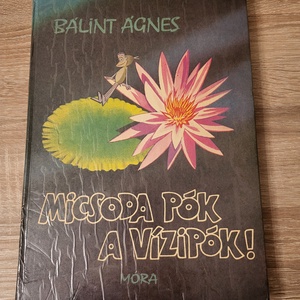 BÁLINT ÁGNES
MICSODA PÓK
A VÍZIPÓK!
MÓRA